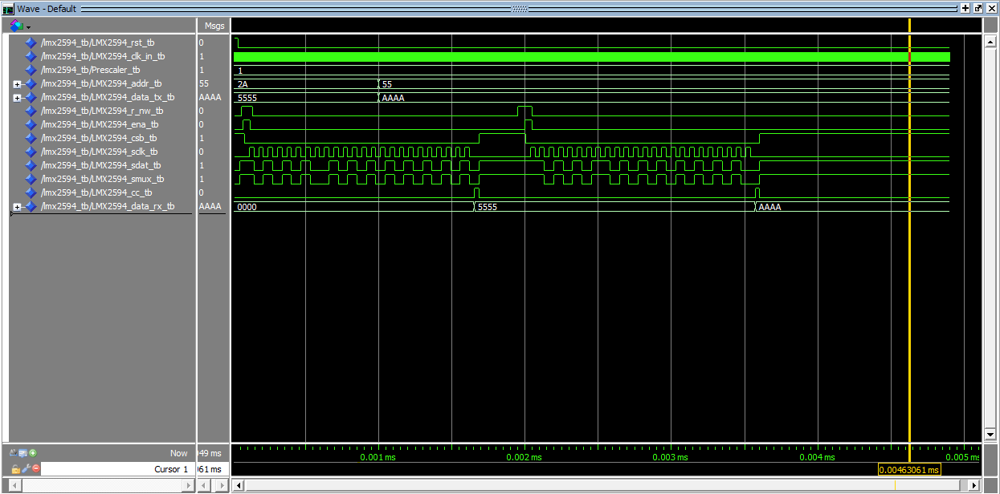 Wave - Default
Msgs
/lmx2594_tb/LMX2594_rst_tb 0
/lmx2594_tb/LMX2594_clk_in_tb 1
/lmx2594_tb/Prescaler_tb 1 1
/lmx2594_tb/LMX2594_addr_tb 55 2A 55
/lmx2594_tb/LMX2594_data_tx_tb AAAA 5555 AAAA
/lmx2594_tb/LMX2594_r_nw_tb 0
/lmx2594_tb/LMX2594_ena_tb 0
/lmx2594_tb/LMX2594_csb_tb 1
/lmx2594_tb/LMX2594_sclk_tb 0
/lmx2594_tb/LMX2594_sdat_tb 1
/lmx2594_tb/LMX2594_smux_tb 1
/lmx2594_tb/LMX2594_cc_tb 0
/lmx2594_tb/LMX2594_data_rx_tb AAAA 0000 5555 AAAA
Now 49 ms 0.001 ms 0.002 ms 0.003 ms 0.004 ms 0.005 ms
Cursor 1 061 ms 0.00463061 ms